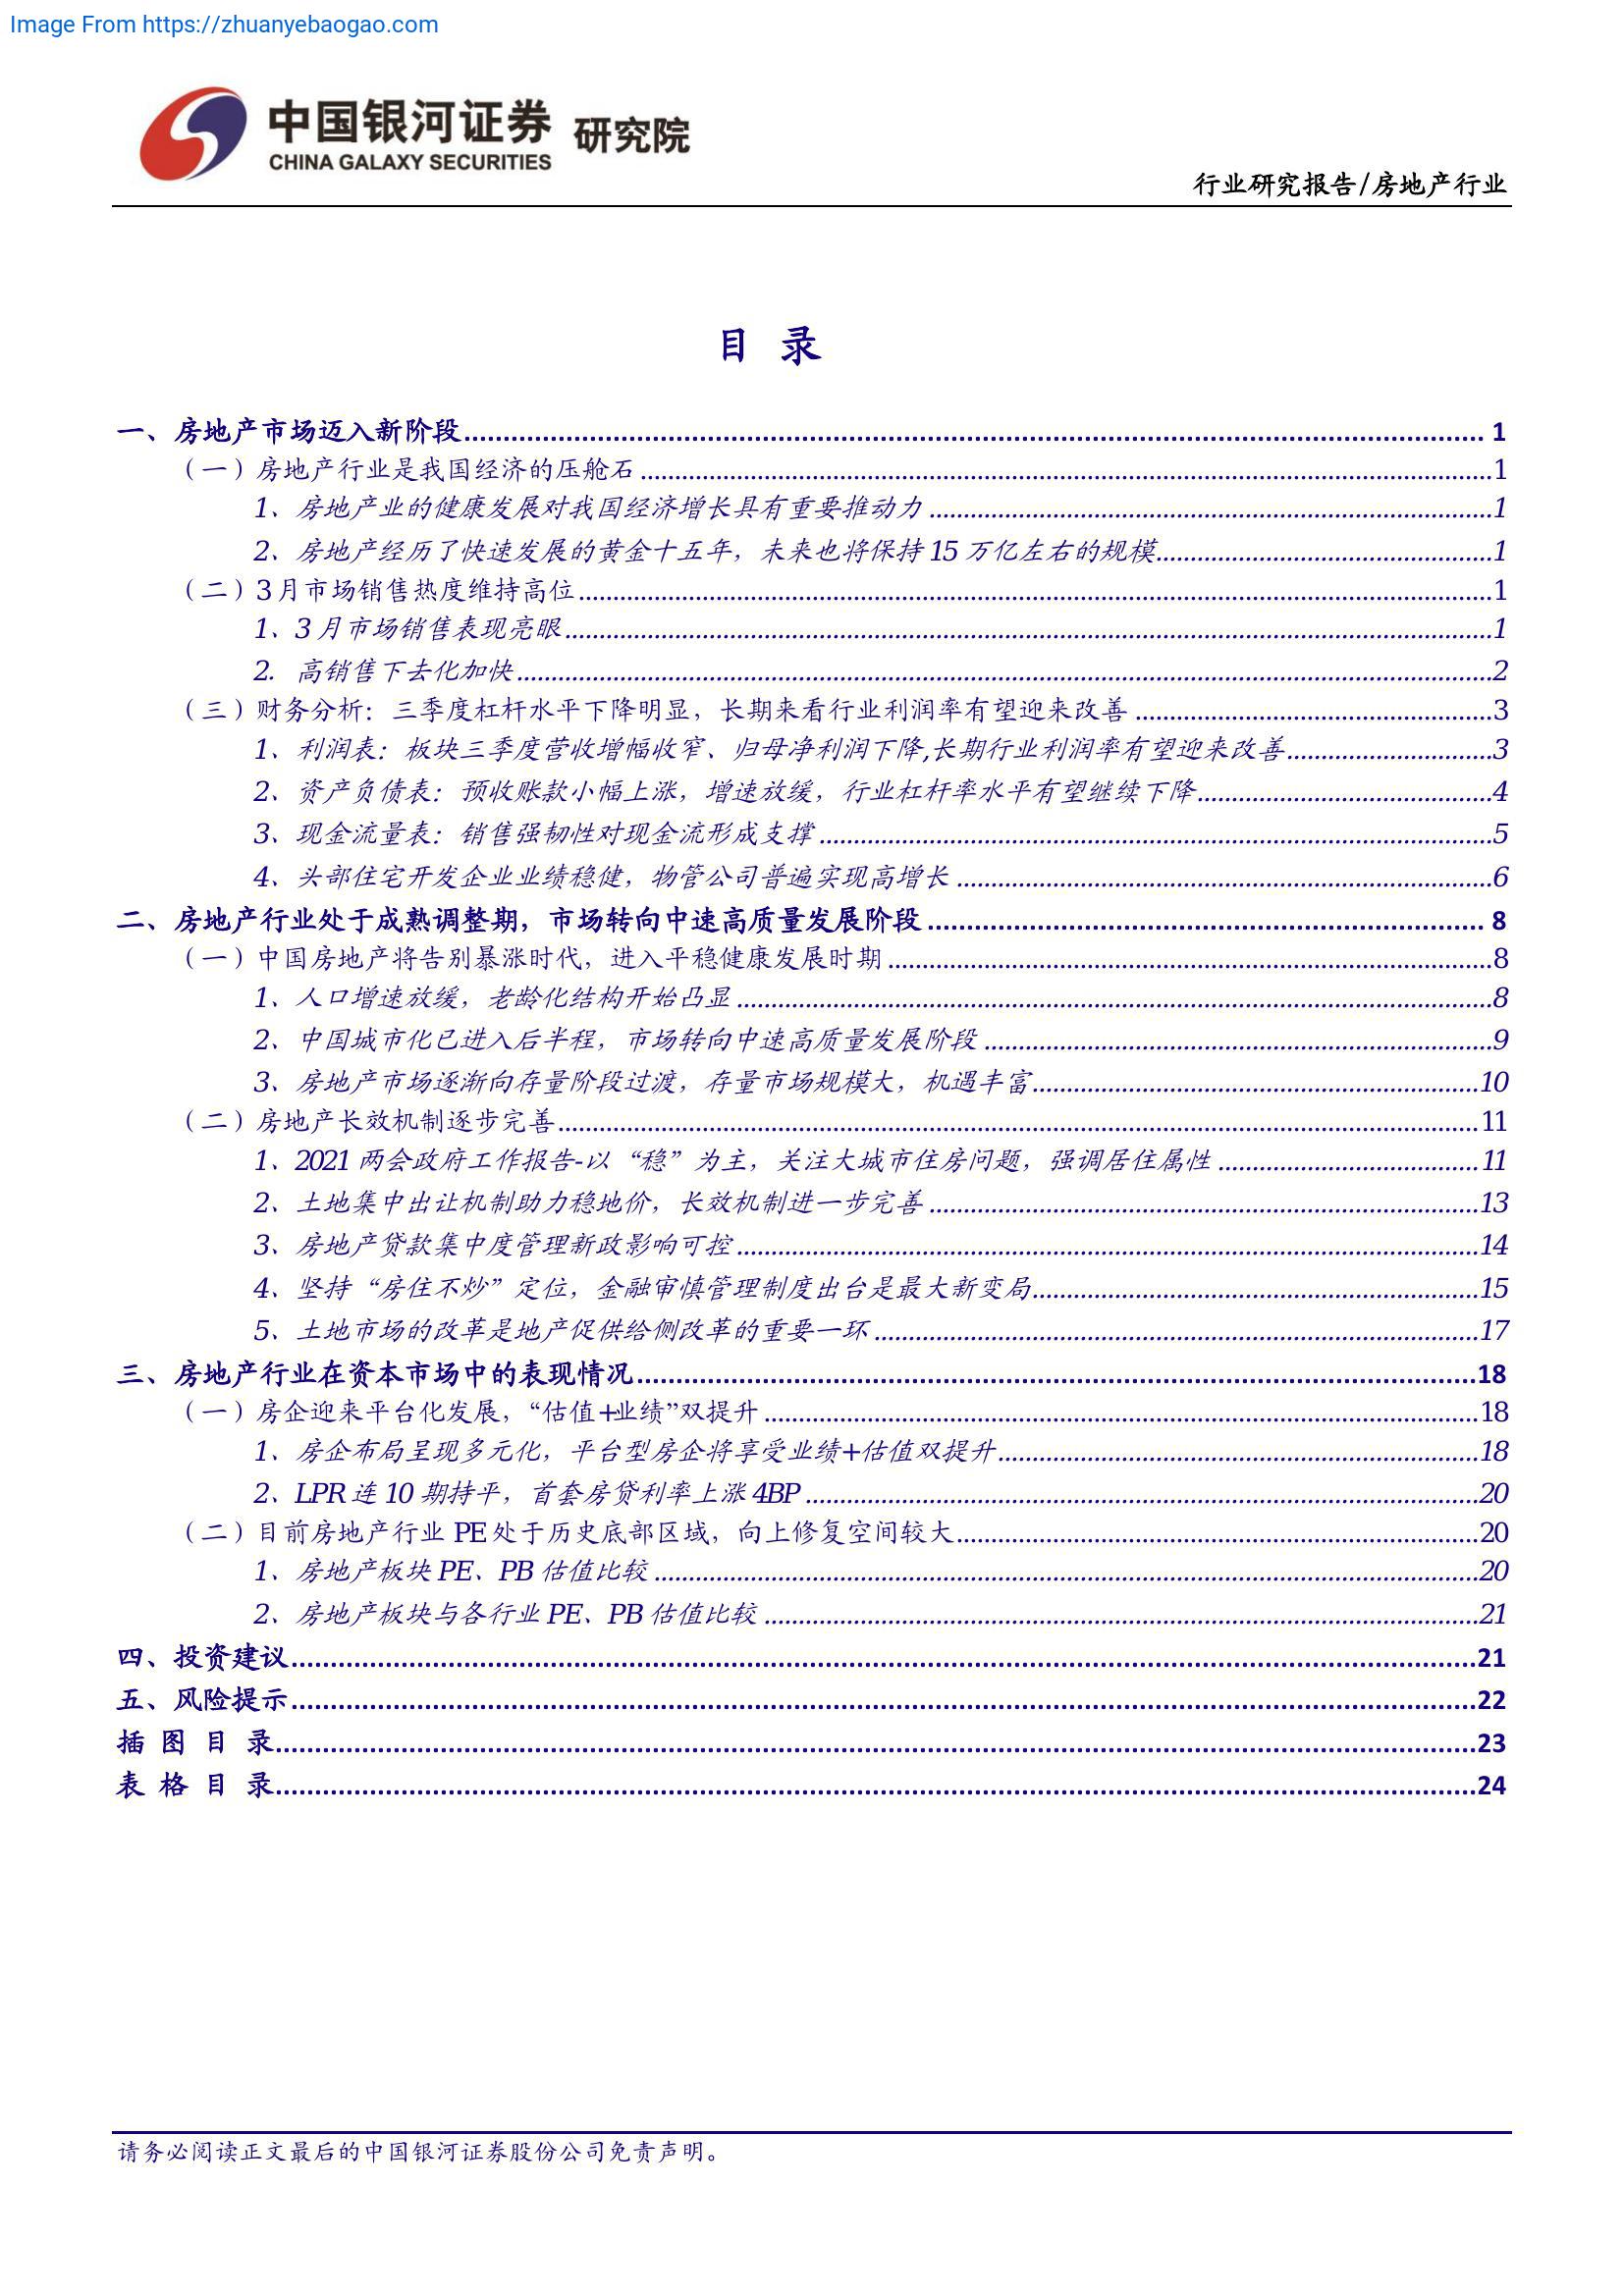 Image From https://zhuanyebaogao.com
中国银河证券 研究院
CHINA GALAXY SECURITIES
行业研究报告/房地产行业
目 录
一、房地产市场迈入新阶段 1
（一）房地产行业是我国经济的压舱石 1
1、房地产业的健康发展对我国经济增长具有重要推动力 1
2、房地产经历了快速发展的黄金十五年，未来也将保持 15 万亿左右的规模 1
（二）3 月市场销售热度维持高位 1
1、3 月市场销售表现亮眼 1
2. 高销售下去化加快 2
（三）财务分析：三季度杠杆水平下降明显，长期来看行业利润率有望迎来改善 3
1、利润表：板块三季度营收增幅收窄、归母净利润下降,长期行业利润率有望迎来改善 3
2、资产负债表：预收账款小幅上涨，增速放缓，行业杠杆率水平有望继续下降 4
3、现金流量表：销售强韧性对现金流形成支撑 5
4、头部住宅开发企业业绩稳健，物管公司普遍实现高增长 6
二、房地产行业处于成熟调整期，市场转向中速高质量发展阶段 8
（一）中国房地产将告别暴涨时代，进入平稳健康发展时期 8
1、人口增速放缓，老龄化结构开始凸显 8
2、中国城市化已进入后半程，市场转向中速高质量发展阶段 9
3、房地产市场逐渐向存量阶段过渡，存量市场规模大，机遇丰富 10
（二）房地产长效机制逐步完善 11
1、2021 两会政府工作报告-以“稳”为主，关注大城市住房问题，强调居住属性 11
2、土地集中出让机制助力稳地价，长效机制进一步完善 13
3、房地产贷款集中度管理新政影响可控 14
4、坚持“房住不炒”定位，金融审慎管理制度出台是最大新变局 15
5、土地市场的改革是地产促供给侧改革的重要一环 17
三、房地产行业在资本市场中的表现情况 18
（一）房企迎来平台化发展，“估值+业绩”双提升 18
1、房企布局呈现多元化，平台型房企将享受业绩+估值双提升 18
2、LPR 连 10 期持平，首套房贷利率上涨 4BP 20
（二）目前房地产行业 PE 处于历史底部区域，向上修复空间较大 20
1、房地产板块 PE、PB 估值比较 20
2、房地产板块与各行业 PE、PB 估值比较 21
四、投资建议 21
五、风险提示 22
插 图 目 录 23
表 格 目 录 24
请务必阅读正文最后的中国银河证券股份公司免责声明。